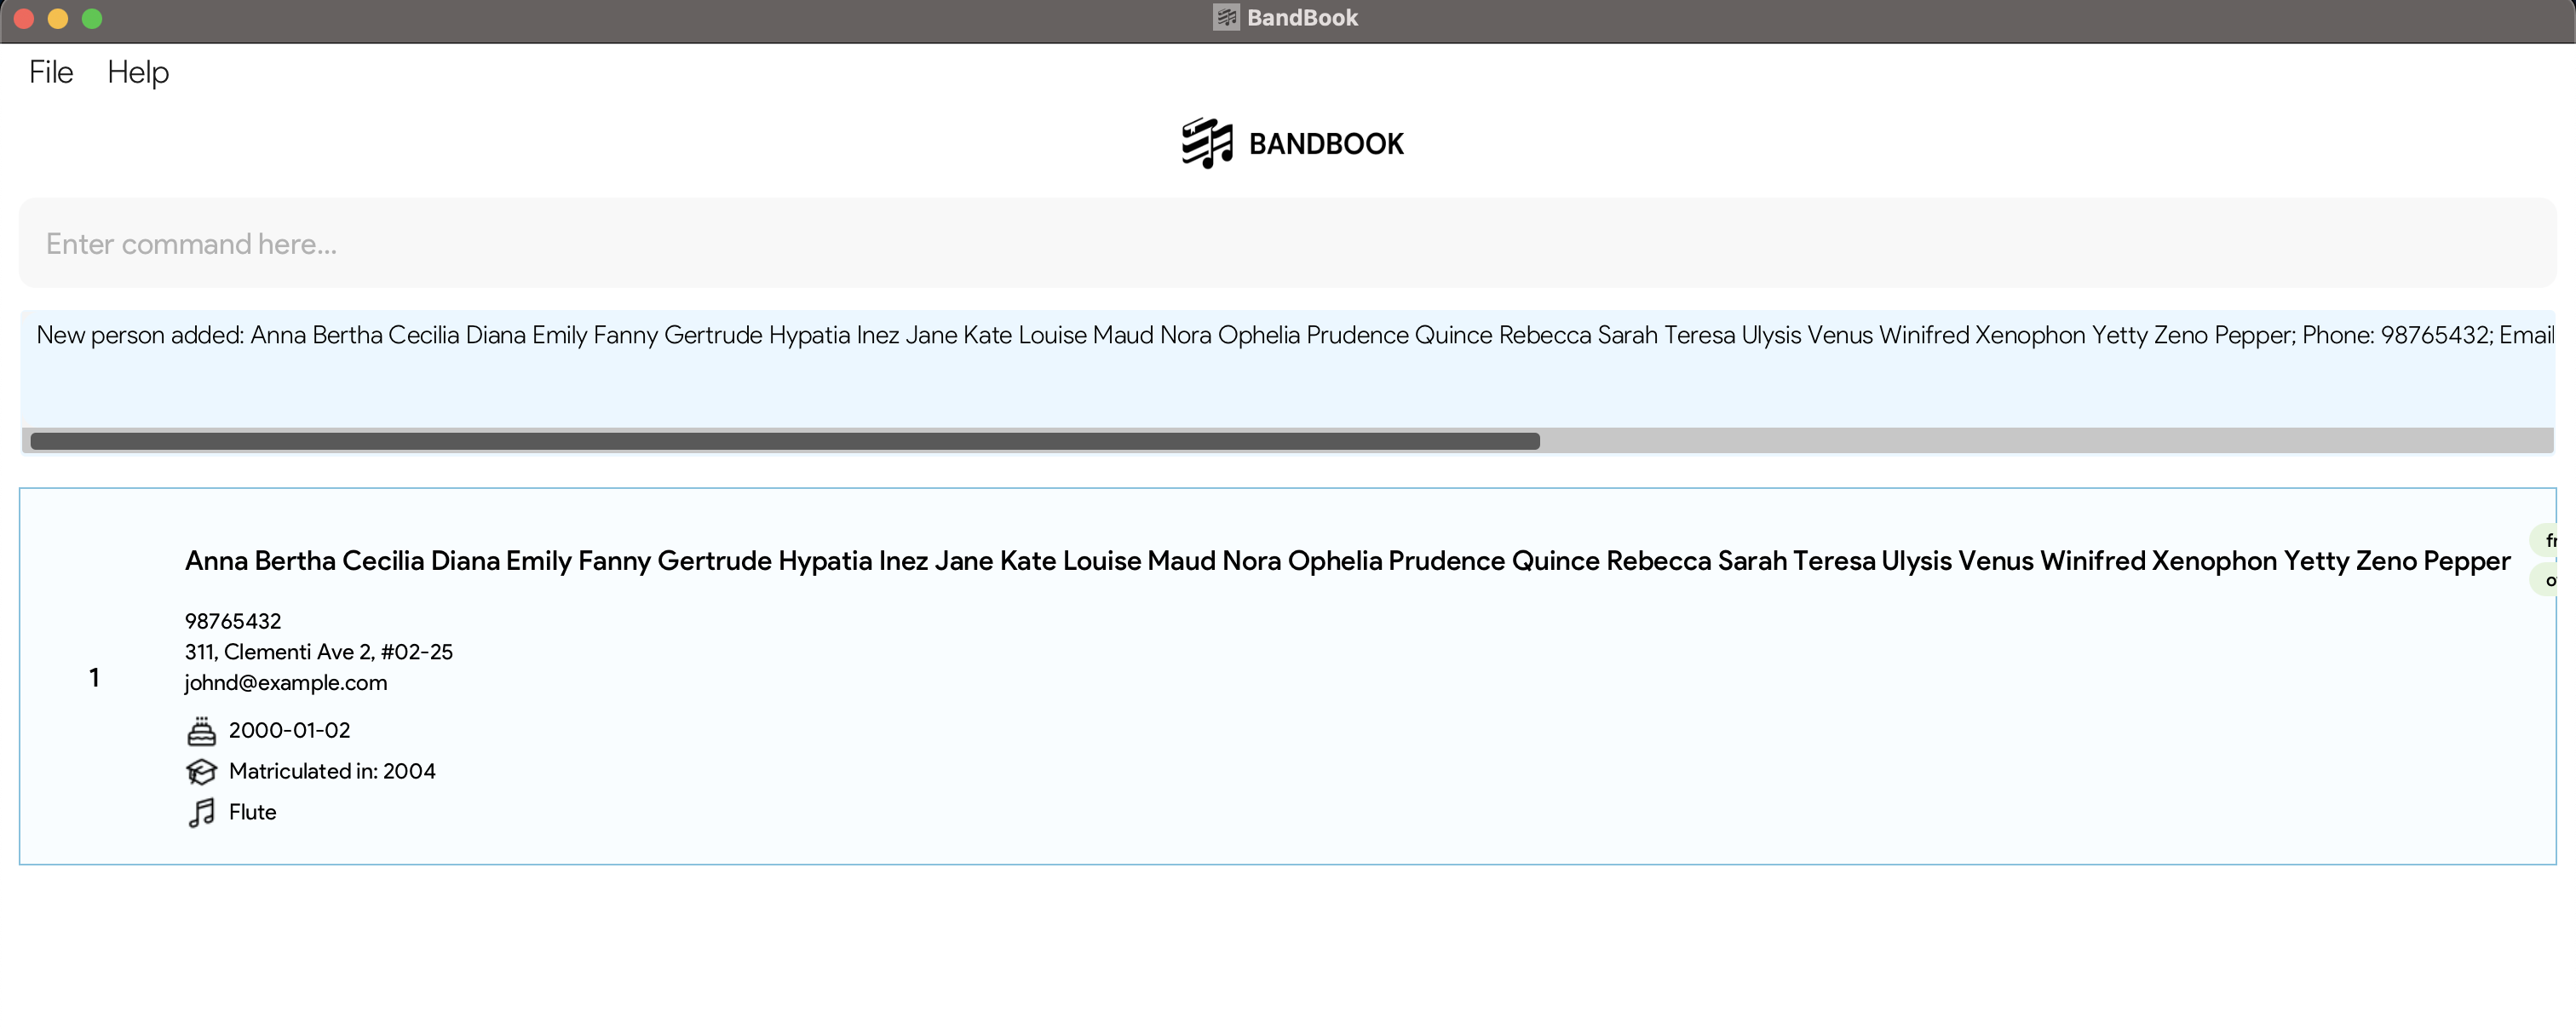 BandBook
File Help
BANDBOOK
Enter command here...
New person added: Anna Bertha Cecilia Diana Emily Fanny Gertrude Hypatia Inez Jane Kate Louise Maud Nora Ophelia Prudence Quince Rebecca Sarah Teresa Ulysis Venus Winifred Xenophon Yetty Zeno Pepper; Phone: 98765432; Email
Anna Bertha Cecilia Diana Emily Fanny Gertrude Hypatia Inez Jane Kate Louise Maud Nora Ophelia Prudence Quince Rebecca Sarah Teresa Ulysis Venus Winifred Xenophon Yetty Zeno Pepper
98765432
311, Clementi Ave 2, #02-25
1
johnd@example.com
2000-01-02
Matriculated in: 2004
Flute